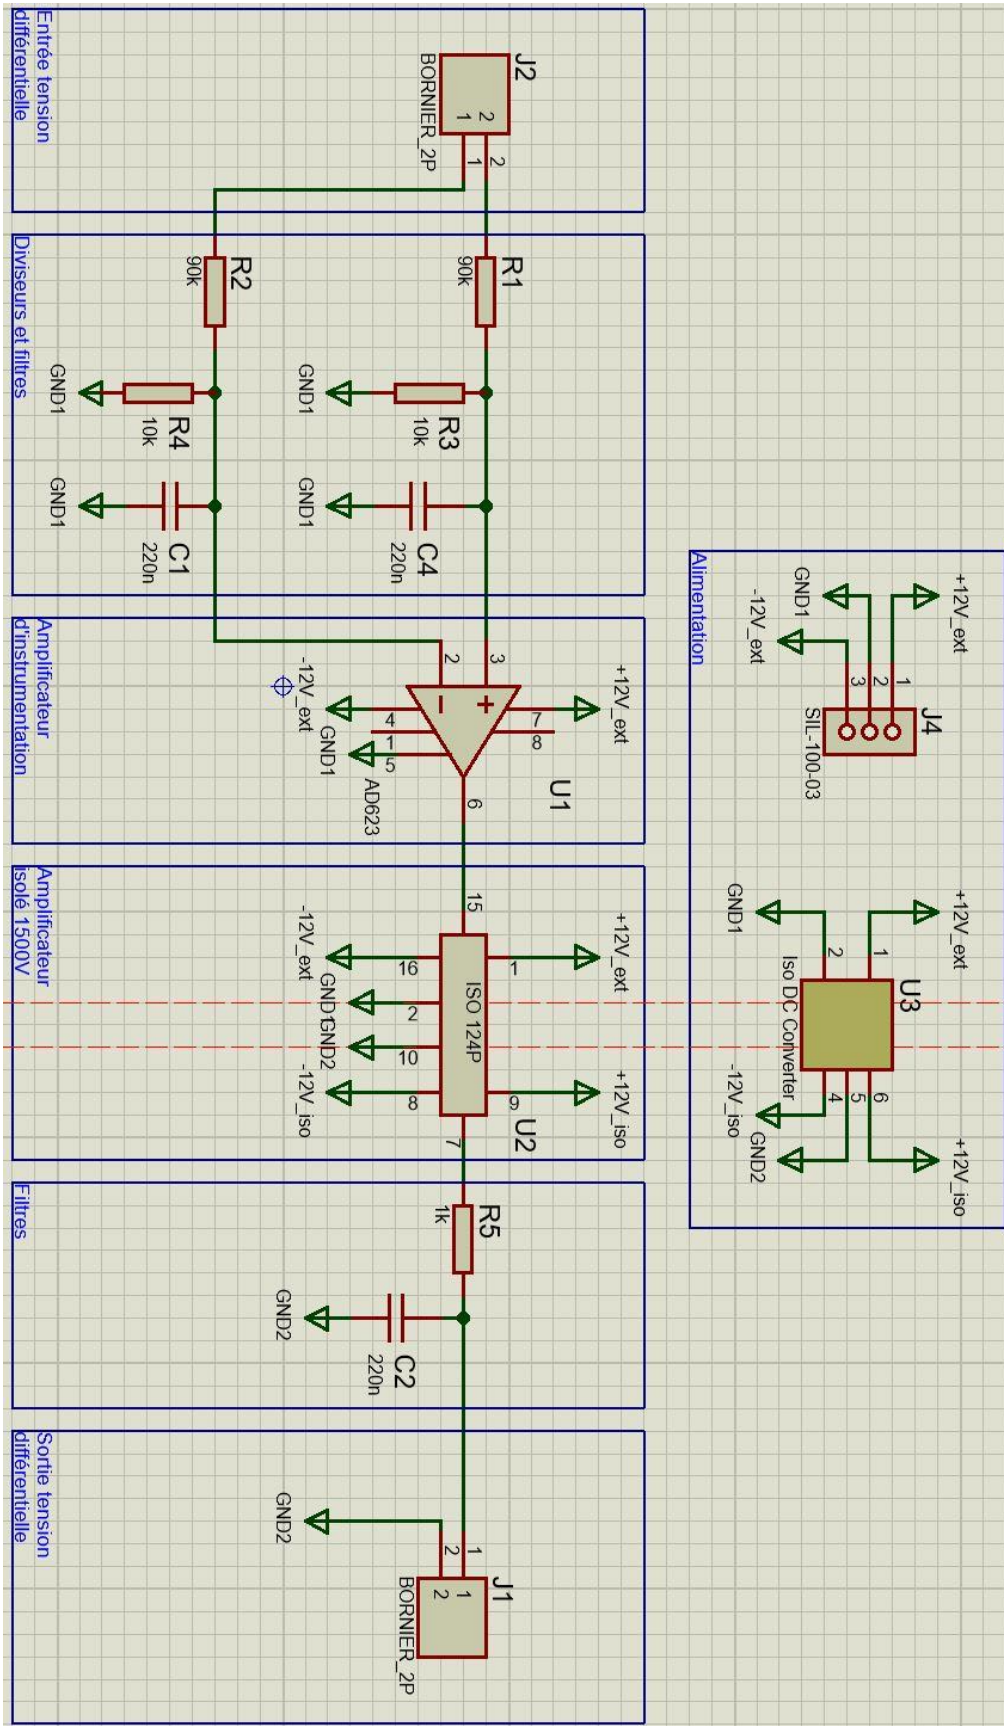 Entrée tension
différentielle
J2
BORNIER_2P
2
1
2
1
Diviseurs et filtres
R1
90k
R2
90k
R3
10k
GND1
R4
10k
GND1
C4
220n
GND1
C1
220n
GND1
Amplificateur
d'instrumentation
U1
AD623
3
2
+12V_ext
7
8
-12V_ext
4
1
5
GND1
6
Amplificateur
isolé 1500V
U2
ISO 124P
15
+12V_ext
1
-12V_ext
16
GND1
2
GND2
10
-12V_iso
8
+12V_iso
9
7
Filtres
R5
1k
C2
220n
GND2
Sortie tension
différentielle
GND2
J1
BORNIER_2P
1
2
1
2
Alimentation
+12V_ext
GND1
-12V_ext
1
2
3
J4
SIL-100-03
+12V_ext
GND1
1
2
U3
Iso DC Converter
6
5
4
+12V_iso
-12V_iso
GND2